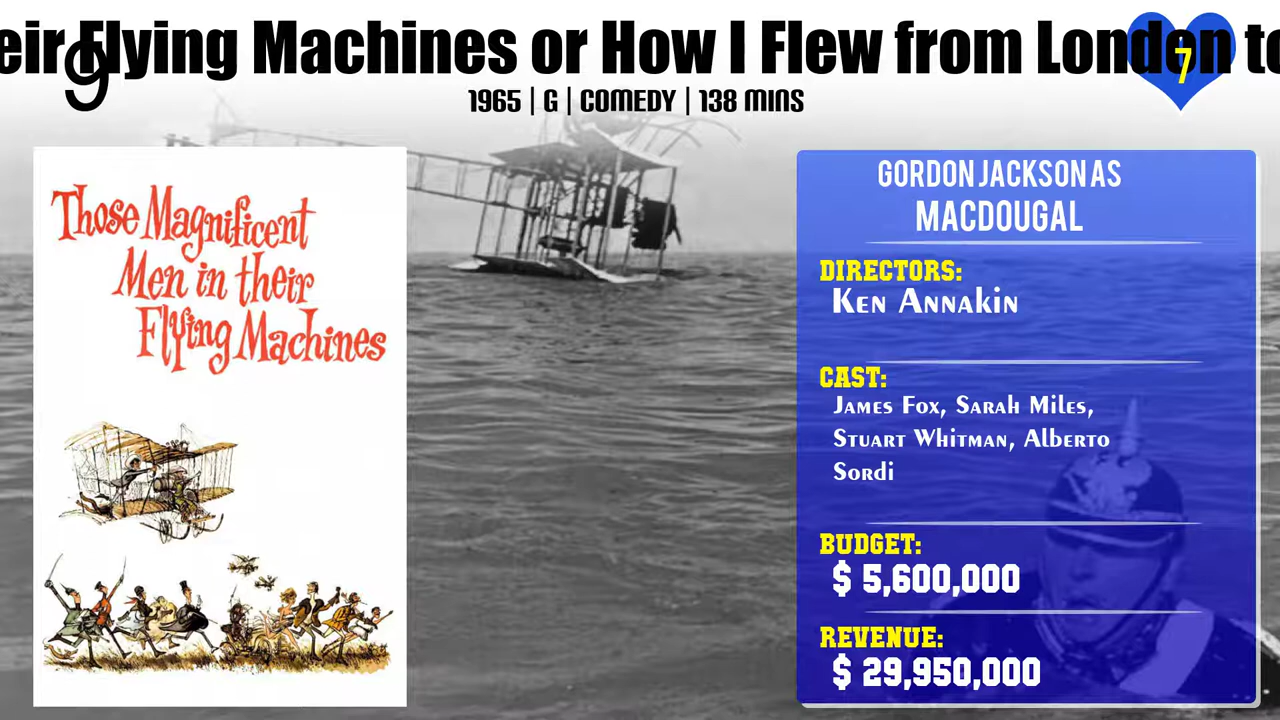 eir Flying Machines or How I Flew from London to
9
7
1965 | G | COMEDY | 138 MINS
Those Magnificent
Men in their
Flying Machines
GORDON JACKSON AS
MACDOUGAL
DIRECTORS:
Ken Annakin
CAST:
James Fox, Sarah Miles,
Stuart Whitman, Alberto
Sordi
BUDGET:
$ 5,600,000
REVENUE:
$ 29,950,000